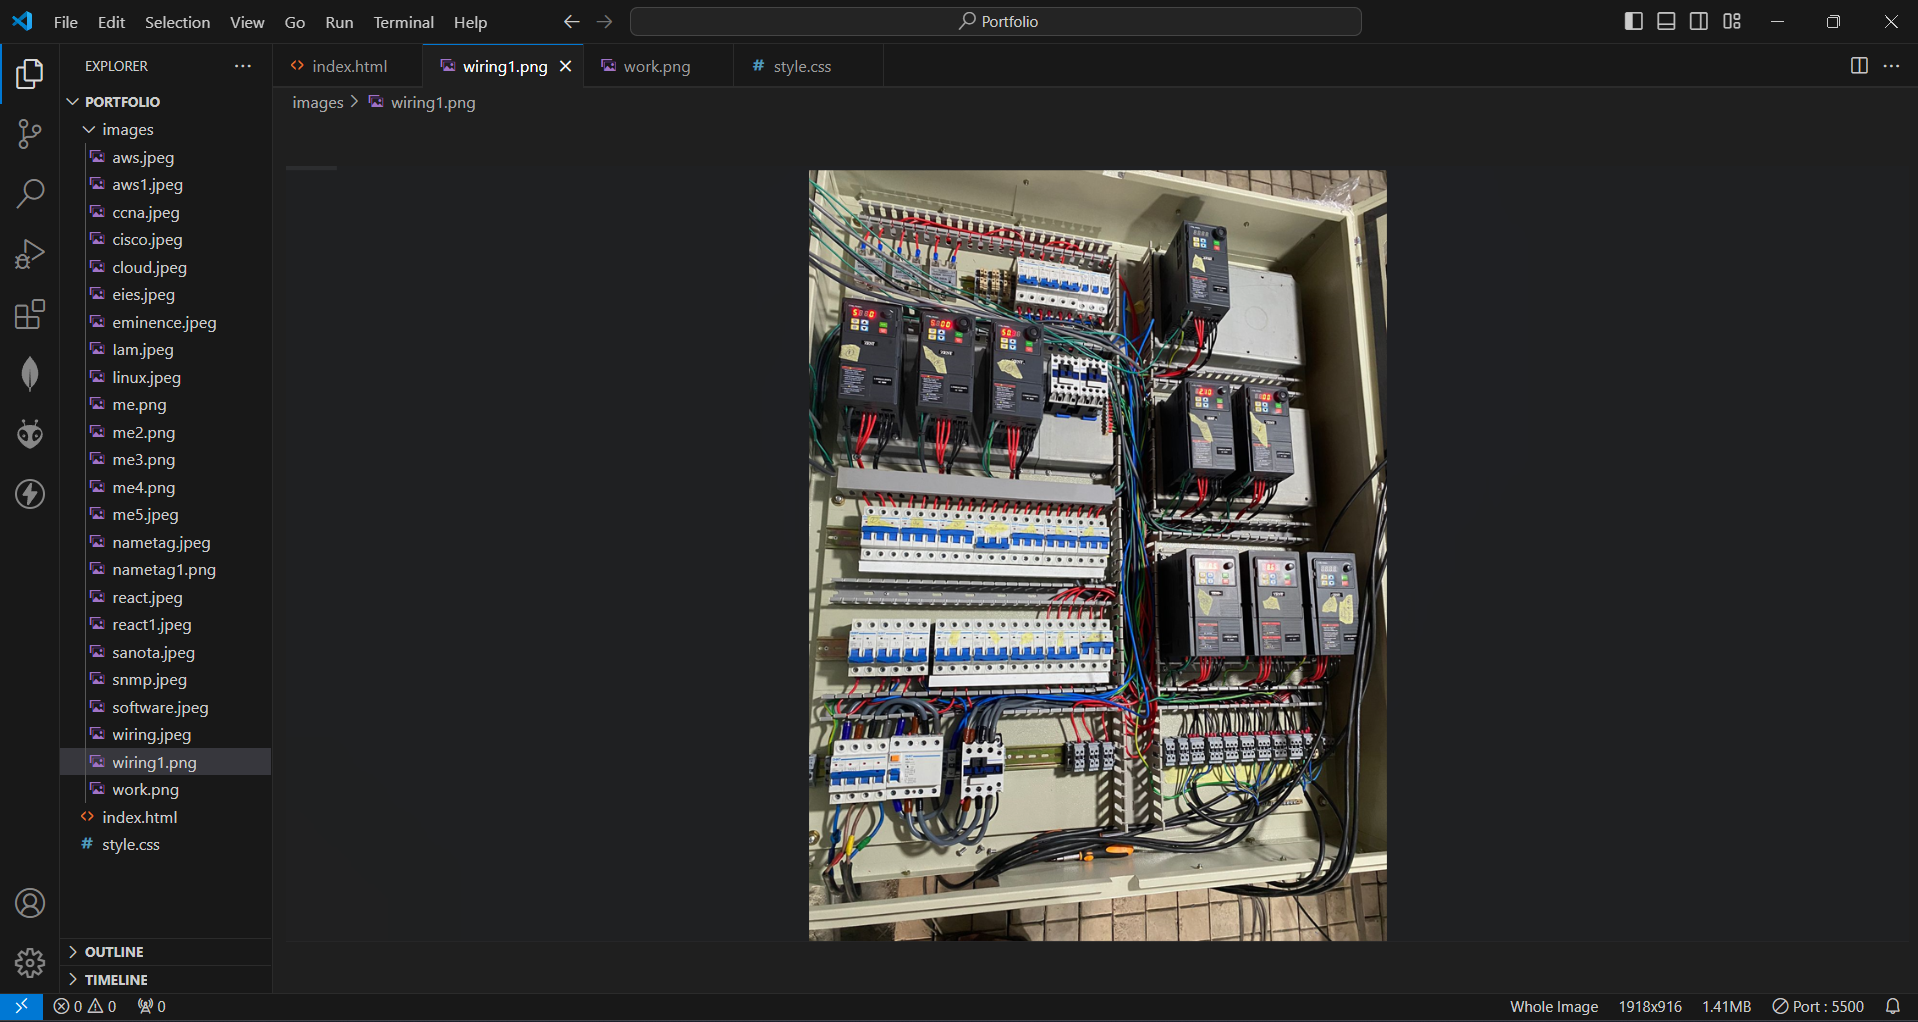 File Edit Selection View Go Run Terminal Help
Portfolio
EXPLORER
index.html
wiring1.png
work.png
# style.css
images > wiring1.png
PORTFOLIO
images
aws.jpeg
aws1.jpeg
ccna.jpeg
cisco.jpeg
cloud.jpeg
eies.jpeg
eminence.jpeg
Iam.jpeg
linux.jpeg
me.png
me2.png
me3.png
me4.png
me5.jpeg
nametag.jpeg
nametag1.png
react.jpeg
react1.jpeg
sanota.jpeg
snmp.jpeg
software.jpeg
wiring.jpeg
wiring1.png
work.png
<> index.html
# style.css
OUTLINE
TIMELINE
0 0 0
Whole Image 1918x916 1.41MB Port : 5500